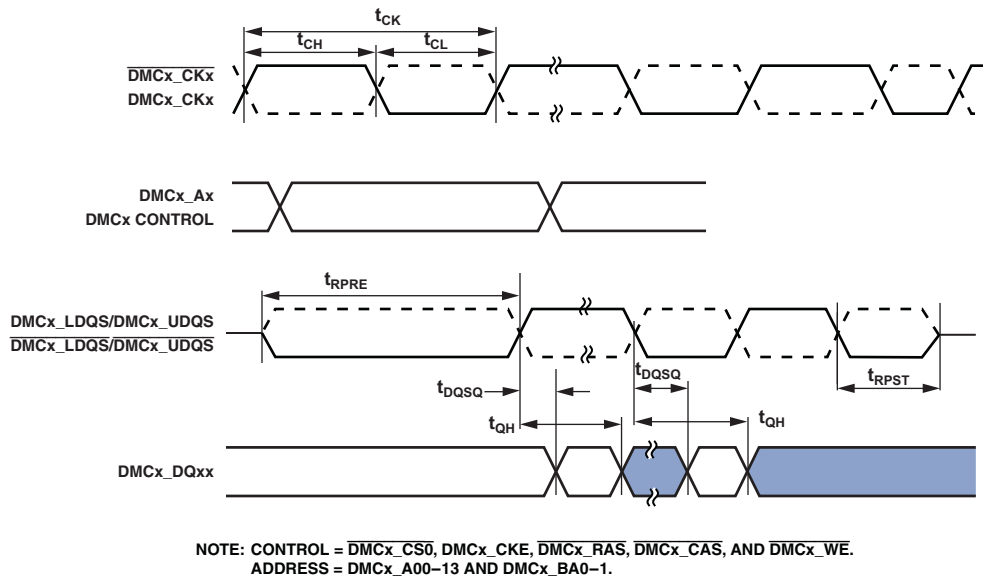 tCK
tCH
tCL
DMCx_CKx
DMCx_CKx
DMCx_Ax
DMCx CONTROL
tRPRE
DMCx_LDQS/DMCx_UDQS
DMCx_LDQS/DMCx_UDQS
tDQSQ
tDQSQ
tRPST
tQH
tQH
DMCx_DQxx
NOTE: CONTROL = DMCx_CS0, DMCx_CKE, DMCx_RAS, DMCx_CAS, AND DMCx_WE.
ADDRESS = DMCx_A00–13 AND DMCx_BA0–1.